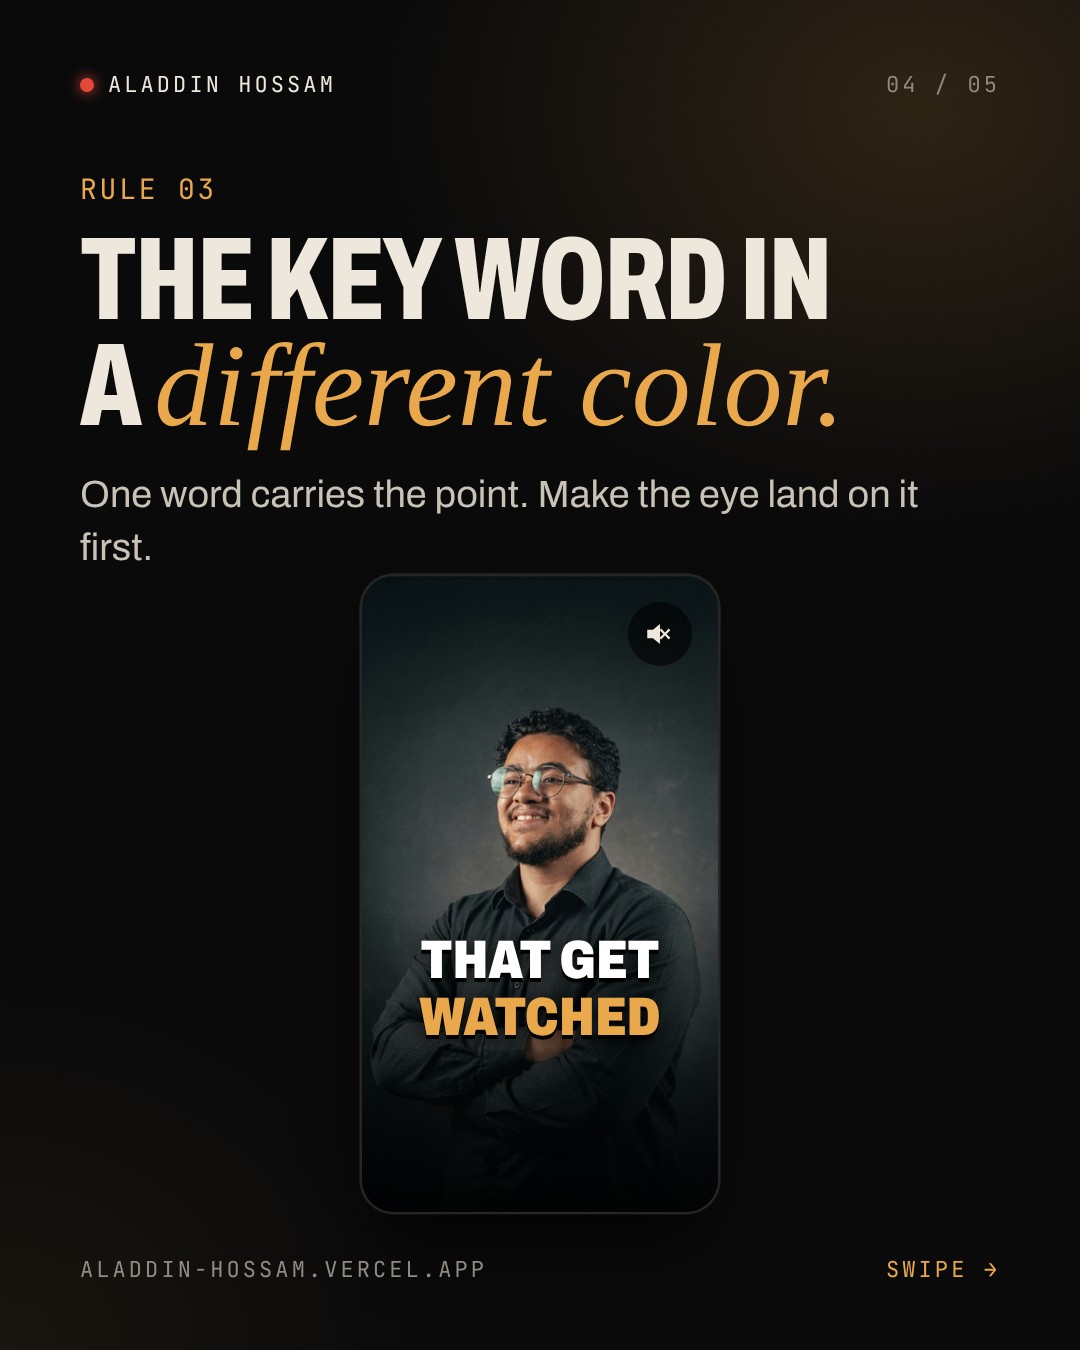 ALADDIN HOSSAM
04 / 05
RULE 03
THE KEY WORD IN
A different color.
One word carries the point. Make the eye land on it
first.
THAT GET
WATCHED
ALADDIN-HOSSAM.VERCEL.APP
SWIPE →